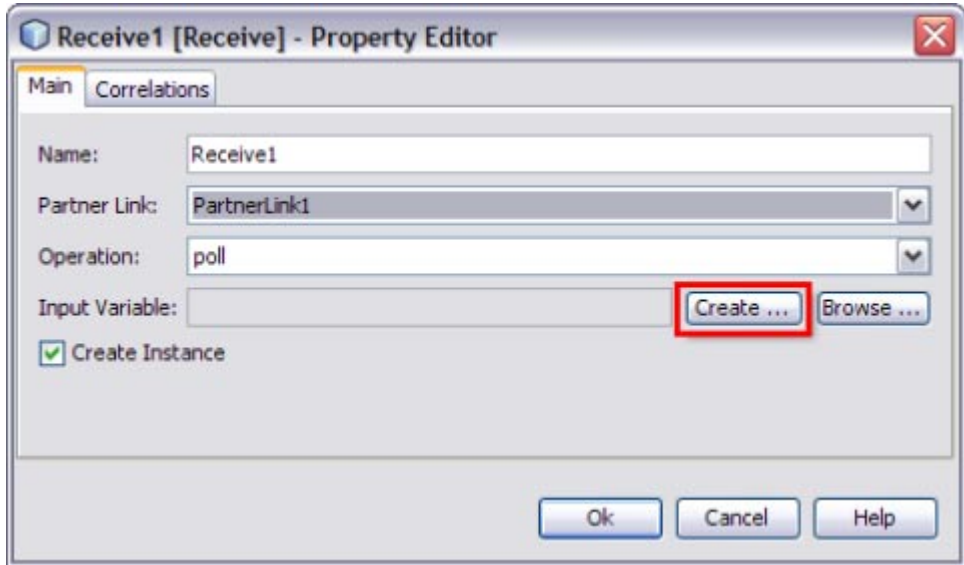 Receive1 [Receive] - Property Editor
Main Correlations
Name: Receive1
Partner Link: PartnerLink1
Operation: poll
Input Variable: Create ... Browse ...
Create Instance
Ok Cancel Help